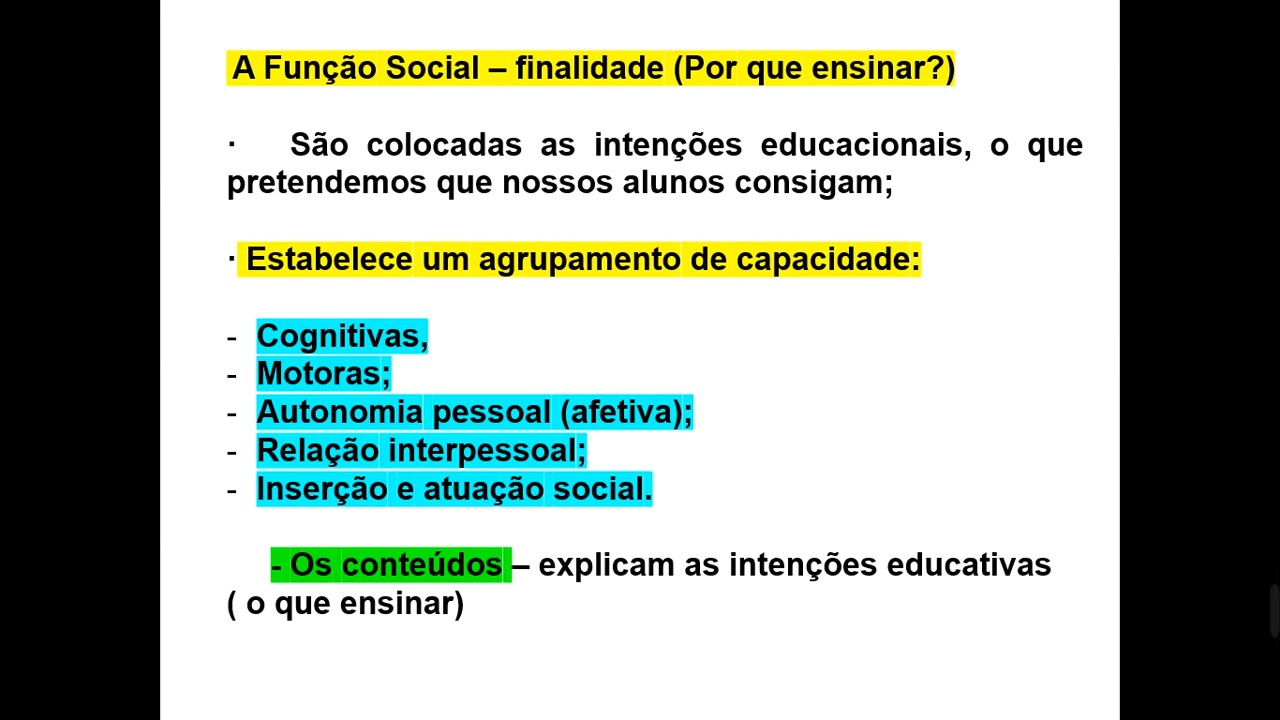 A Função Social – finalidade (Por que ensinar?)
· São colocadas as intenções educacionais, o que
pretendemos que nossos alunos consigam;
· Estabelece um agrupamento de capacidade:
- Cognitivas,
- Motoras;
- Autonomia pessoal (afetiva);
- Relação interpessoal;
- Inserção e atuação social.
- Os conteúdos – explicam as intenções educativas
( o que ensinar)